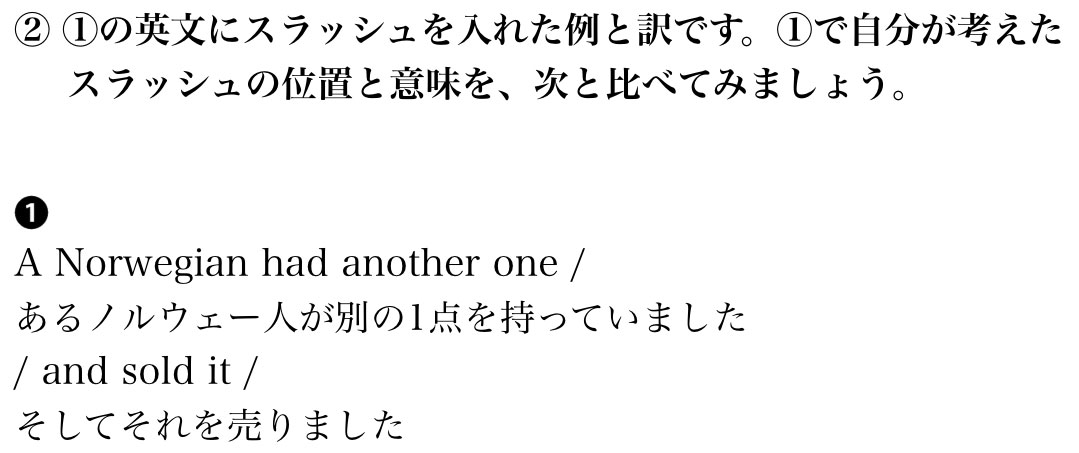 ② ①の英文にスラッシュを入れた例と訳です。①で自分が考えた
スラッシュの位置と意味を、次と比べてみましょう。
❶
A Norwegian had another one /
あるノルウェー人が別の1点を持っていました
/ and sold it /
そしてそれを売りました